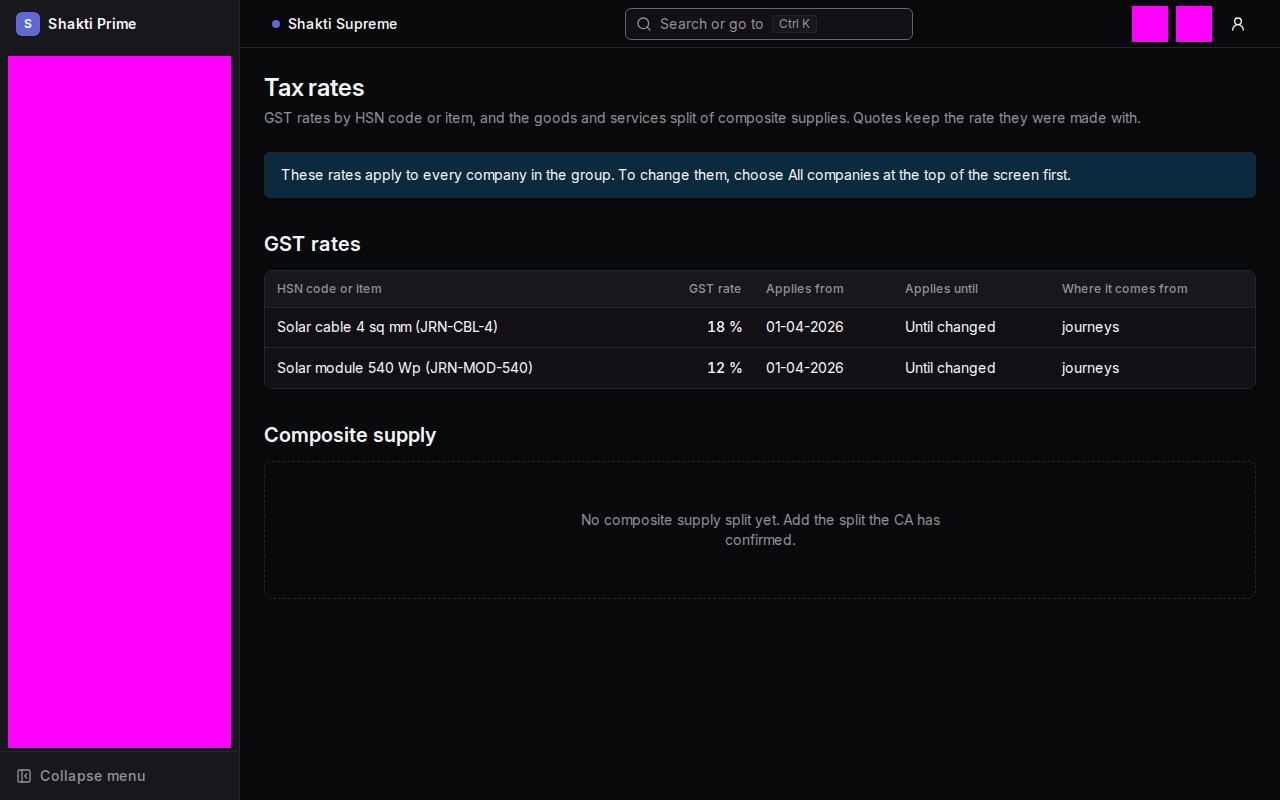 S Shakti Prime
Shakti Supreme
Search or go to Ctrl K
Tax rates
GST rates by HSN code or item, and the goods and services split of composite supplies. Quotes keep the rate they were made with.
These rates apply to every company in the group. To change them, choose All companies at the top of the screen first.
GST rates
HSN code or item GST rate Applies from Applies until Where it comes from
Solar cable 4 sq mm (JRN-CBL-4) 18 % 01-04-2026 Until changed journeys
Solar module 540 Wp (JRN-MOD-540) 12 % 01-04-2026 Until changed journeys
Composite supply
No composite supply split yet. Add the split the CA has
confirmed.
Collapse menu